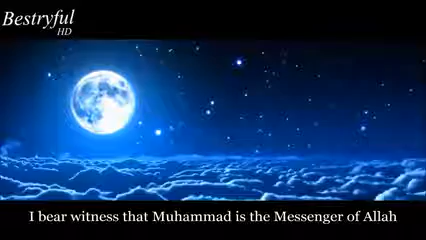 Bestryful
HD
I bear witness that Muhammad is the Messenger of Allah